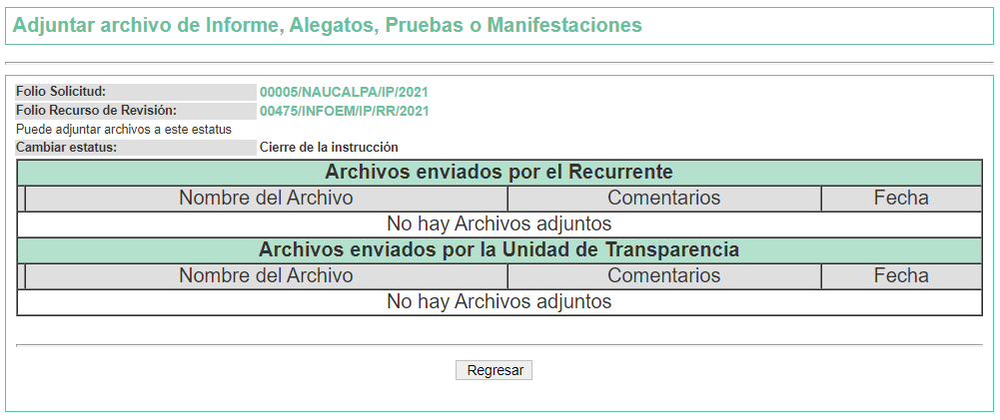 Adjuntar archivo de Informe, Alegatos, Pruebas o Manifestaciones
Folio Solicitud: 00005/NAUCALPA/IP/2021
Folio Recurso de Revisión: 00475/INFOEM/IP/RR/2021
Puede adjuntar archivos a este estatus
Cambiar estatus: Cierre de la instrucción
Archivos enviados por el Recurrente
Nombre del Archivo Comentarios Fecha
No hay Archivos adjuntos
Archivos enviados por la Unidad de Transparencia
Nombre del Archivo Comentarios Fecha
No hay Archivos adjuntos
Regresar